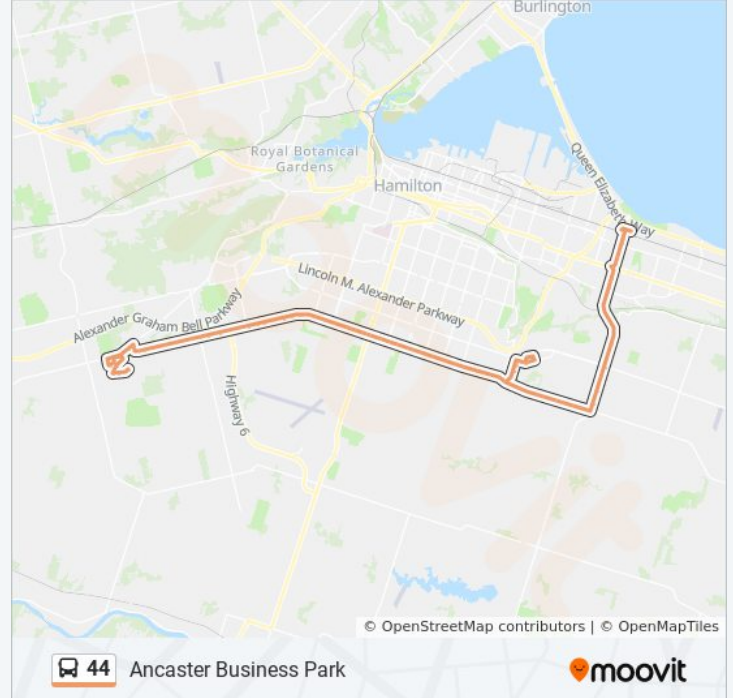 Burlington
Royal Botanical
Gardens
Hamilton
Queen Elizabeth Way
Lincoln M. Alexander Parkway
Alexander Graham Bell Parkway
Highway 6
© OpenStreetMap contributors | © OpenMapTiles
44 Ancaster Business Park
moovit